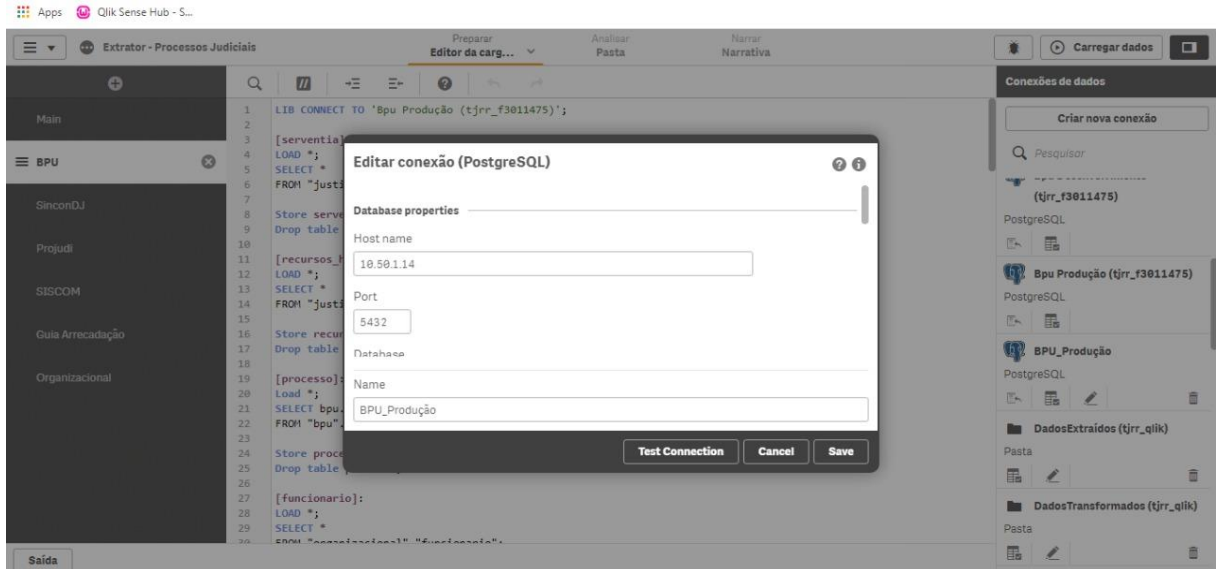 Apps Qlik Sense Hub - S...
Extrator - Processos Judiciais
Preparar
Editor da carg...
Analisar
Pasta
Narrar
Narrativa
Carregar dados
Main
BPU
SinconDJ
Projudi
SISCOM
Guia Arrecadação
Organizacional
1 LIB CONNECT TO 'Bpu Produção (tjrr_f3011475)';
2
3 [serventia]
4 LOAD *;
5 SELECT *
6 FROM "justi
7
8 Store serve
9 Drop table
10
11 [recursos_h
12 LOAD *;
13 SELECT *
14 FROM "justi
15
16 Store recur
17 Drop table
18
19 [processo]:
20 Load *;
21 SELECT bpu.
22 FROM "bpu".
23
24 Store proce
25 Drop table
26
27 [funcionario]:
28 LOAD *;
29 SELECT *
30 FROM "organizacional"."funcionario";
Editar conexão (PostgreSQL)
Database properties
Host name
10.50.1.14
Port
5432
Database
Name
BPU_Produção
Test Connection Cancel Save
Conexões de dados
Criar nova conexão
Pesquisar
(tjrr_f3011475)
PostgreSQL
Bpu Produção (tjrr_f3011475)
PostgreSQL
BPU_Produção
PostgreSQL
DadosExtraídos (tjrr_qlik)
Pasta
DadosTransformados (tjrr_qlik)
Pasta
Saída